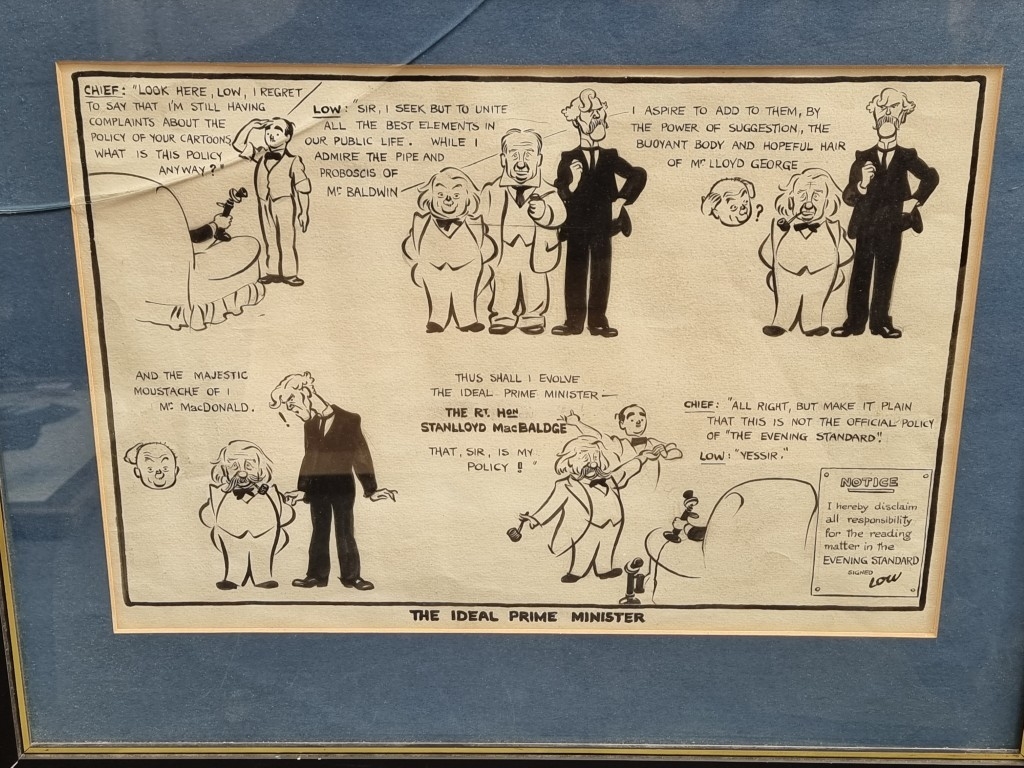 CHIEF: "LOOK HERE, LOW, I REGRET
TO SAY THAT I'M STILL HAVING
COMPLAINTS ABOUT THE
POLICY OF YOUR CARTOONS
WHAT IS THIS POLICY
ANYWAY?"
LOW: "SIR, I SEEK BUT TO UNITE
ALL THE BEST ELEMENTS IN
OUR PUBLIC LIFE. WHILE I
ADMIRE THE PIPE AND
PROBOSCIS OF
MR BALDWIN
I ASPIRE TO ADD TO THEM, BY
THE POWER OF SUGGESTION, THE
BUOYANT BODY AND HOPEFUL HAIR
OF MR LLOYD GEORGE
?
AND THE MAJESTIC
MOUSTACHE OF
MR MACDONALD.
THUS SHALL I EVOLVE
THE IDEAL PRIME MINISTER—
THE RT. HON
STANLLOYD MACBALDGE
THAT, SIR, IS MY
POLICY !!"
CHIEF: "ALL RIGHT, BUT MAKE IT PLAIN
THAT THIS IS NOT THE OFFICIAL POLICY
OF "THE EVENING STANDARD"!
LOW: "YESSIR."
NOTICE
I hereby disclaim
all responsibility
for the reading
matter in the
EVENING STANDARD
SIGNED
LOW
THE IDEAL PRIME MINISTER